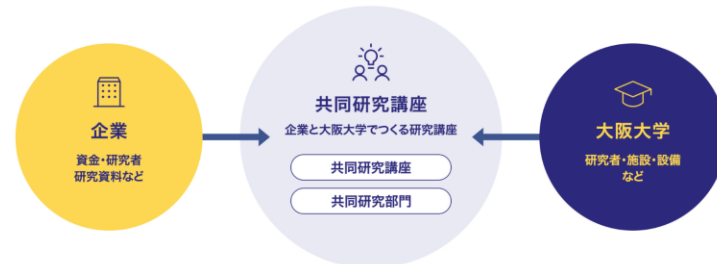 企業
資金・研究者
研究資料など
共同研究講座
企業と大阪大学でつくる研究講座
共同研究講座
共同研究部門
大阪大学
研究者・施設・設備
など